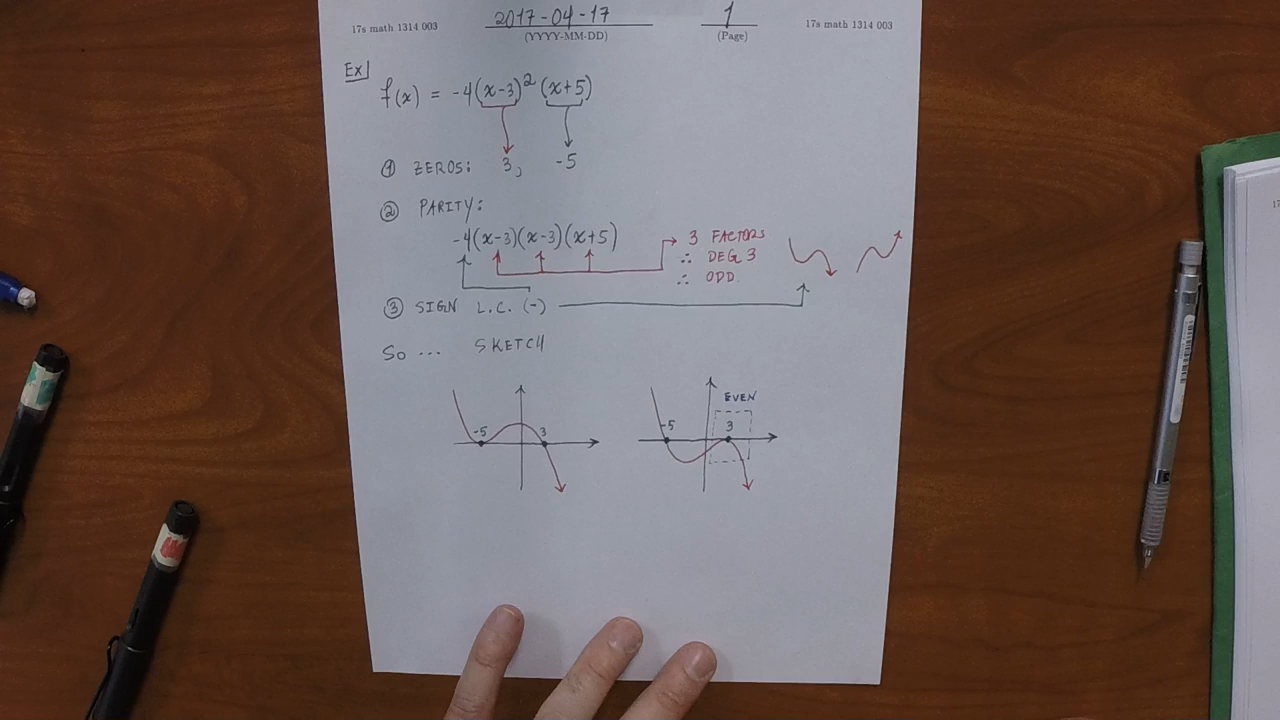 17s math 1314 003 2017-04-17 1 17s math 1314 003
(YYYY-MM-DD) (Page)
Ex1
f(x) = -4(x-3)² (x+5)
① ZEROS: 3, -5
② PARITY:
-4(x-3)(x-3)(x+5) 3 FACTORS
∴ DEG 3
∴ ODD
③ SIGN L.C. (-)
So ... SKETCH
EVEN
-5 3 -5 3